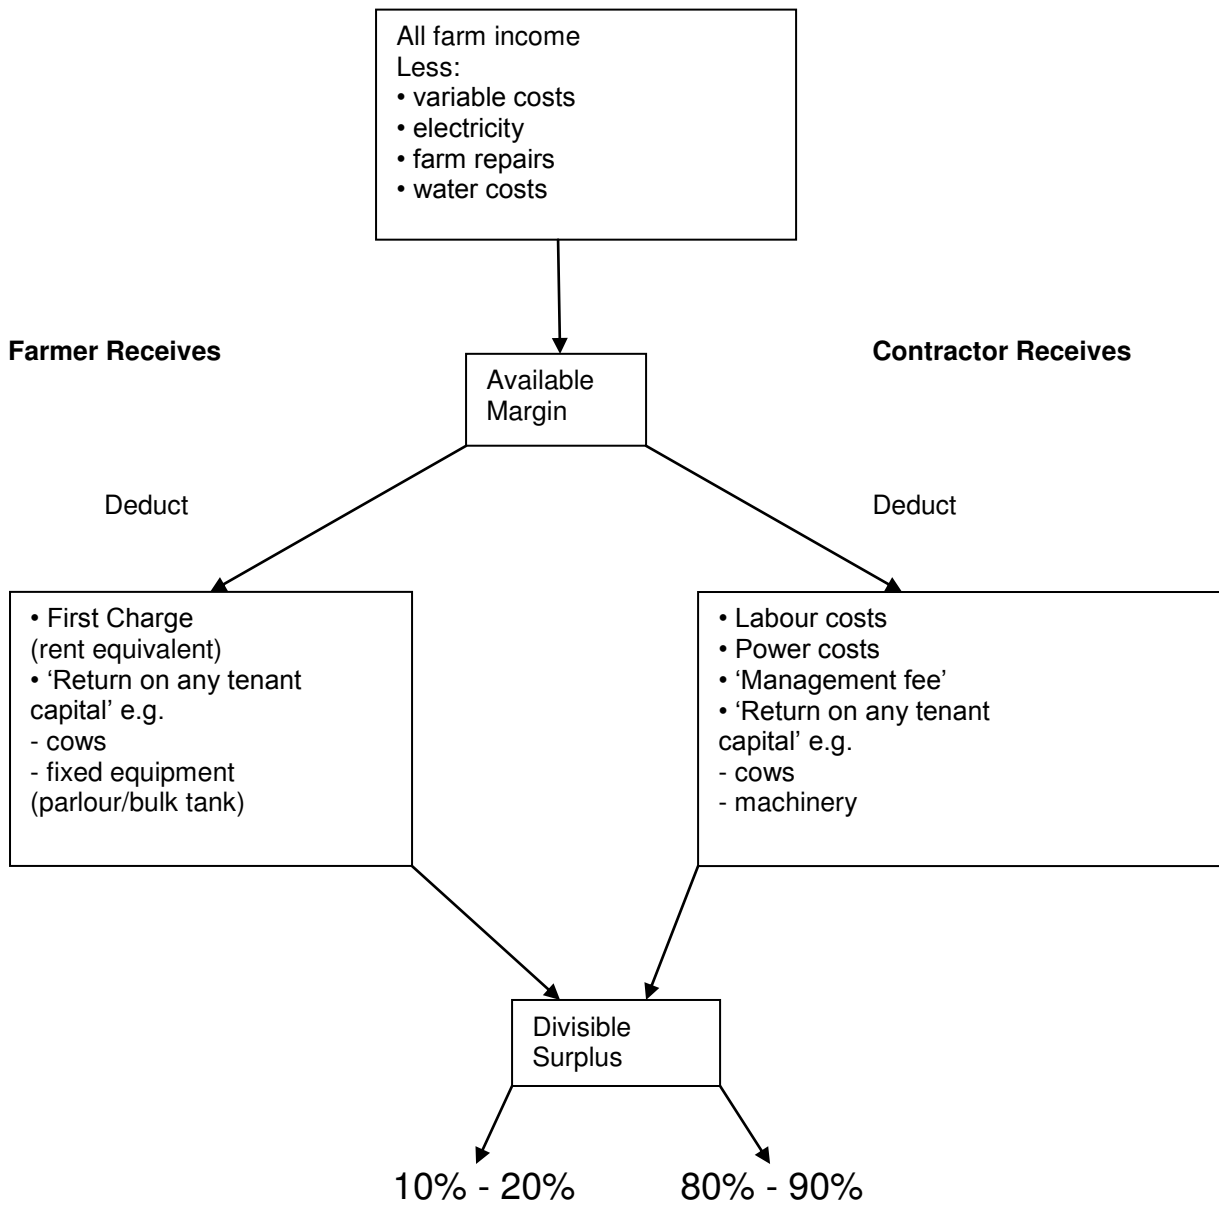 All farm income
Less:
• variable costs
• electricity
• farm repairs
• water costs
Farmer Receives
Contractor Receives
Available
Margin
Deduct
Deduct
• First Charge
(rent equivalent)
• ‘Return on any tenant
capital’ e.g.
- cows
- fixed equipment
(parlour/bulk tank)
• Labour costs
• Power costs
• ‘Management fee’
• ‘Return on any tenant
capital’ e.g.
- cows
- machinery
Divisible
Surplus
10% - 20%
80% - 90%